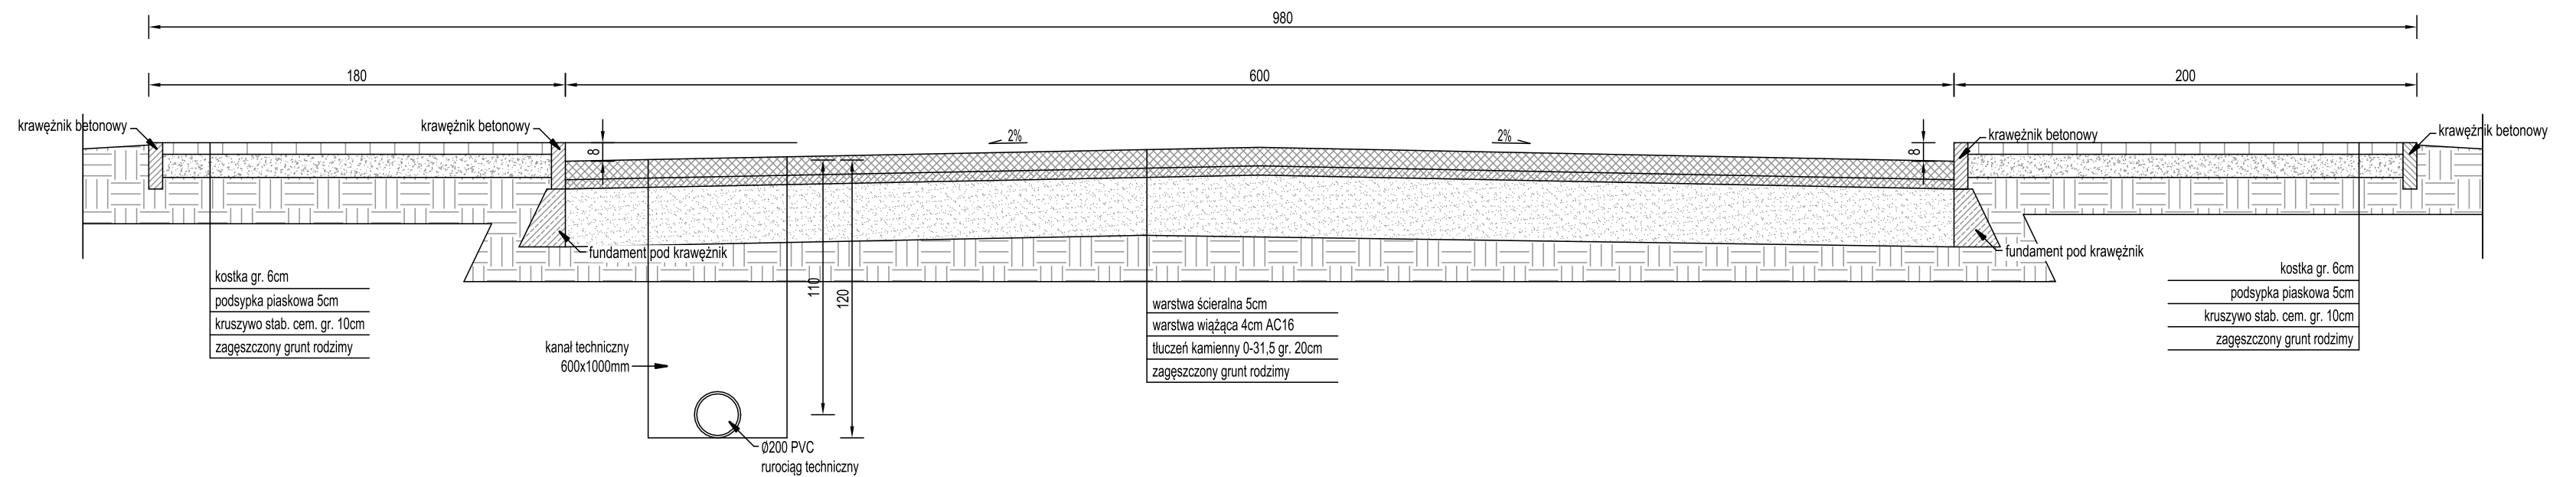 980
180
600
200
krawężnik betonowy
krawężnik betonowy
8
2%
2%
8
krawężnik betonowy
krawężnik betonowy
fundament pod krawężnik
fundament pod krawężnik
kostka gr. 6cm
podsypka piaskowa 5cm
kruszywo stab. cem. gr. 10cm
zagęszczony grunt rodzimy
110
120
warstwa ścieralna 5cm
warstwa wiążąca 4cm AC16
tłuczeń kamienny 0-31,5 gr. 20cm
zagęszczony grunt rodzimy
kostka gr. 6cm
podsypka piaskowa 5cm
kruszywo stab. cem. gr. 10cm
zagęszczony grunt rodzimy
kanał techniczny
600x1000mm
Ø200 PVC
rurociąg techniczny